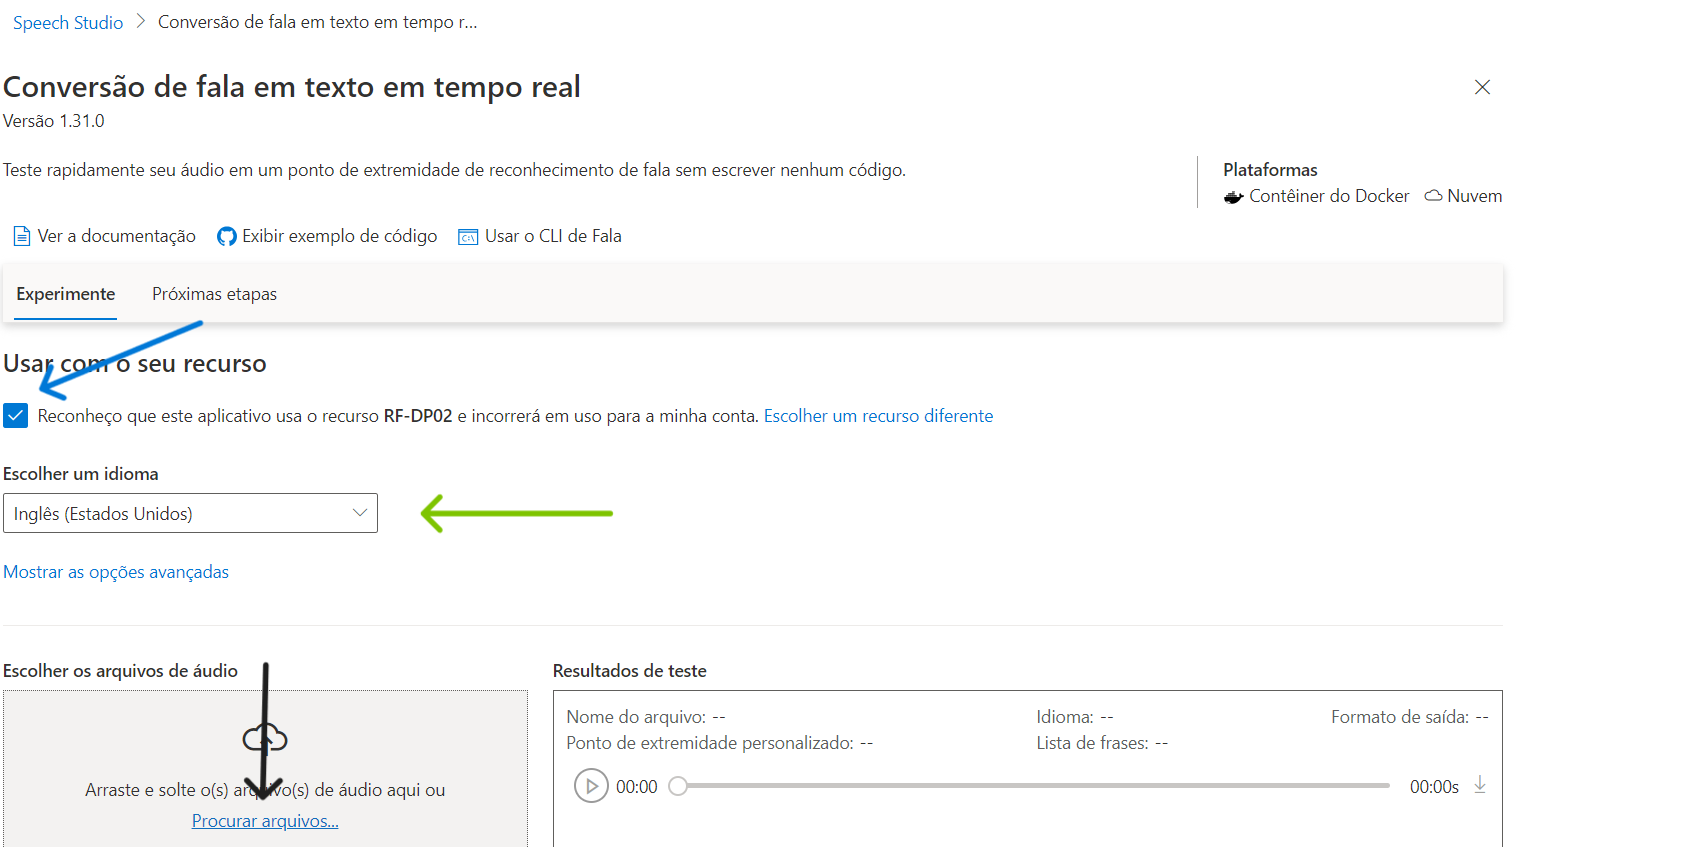 Speech Studio > Conversão de fala em texto em tempo r...
Conversão de fala em texto em tempo real
Versão 1.31.0
Teste rapidamente seu áudio em um ponto de extremidade de reconhecimento de fala sem escrever nenhum código.
Plataformas
Contêiner do Docker Nuvem
Ver a documentação Exibir exemplo de código Usar o CLI de Fala
Experimente Próximas etapas
Usar com o seu recurso
Reconheço que este aplicativo usa o recurso RF-DP02 e incorrerá em uso para a minha conta. Escolher um recurso diferente
Escolher um idioma
Inglês (Estados Unidos)
Mostrar as opções avançadas
Escolher os arquivos de áudio
Arraste e solte o(s) arquivo(s) de áudio aqui ou
Procurar arquivos...
Resultados de teste
Nome do arquivo: -- Idioma: -- Formato de saída: --
Ponto de extremidade personalizado: -- Lista de frases: --
00:00 00:00s